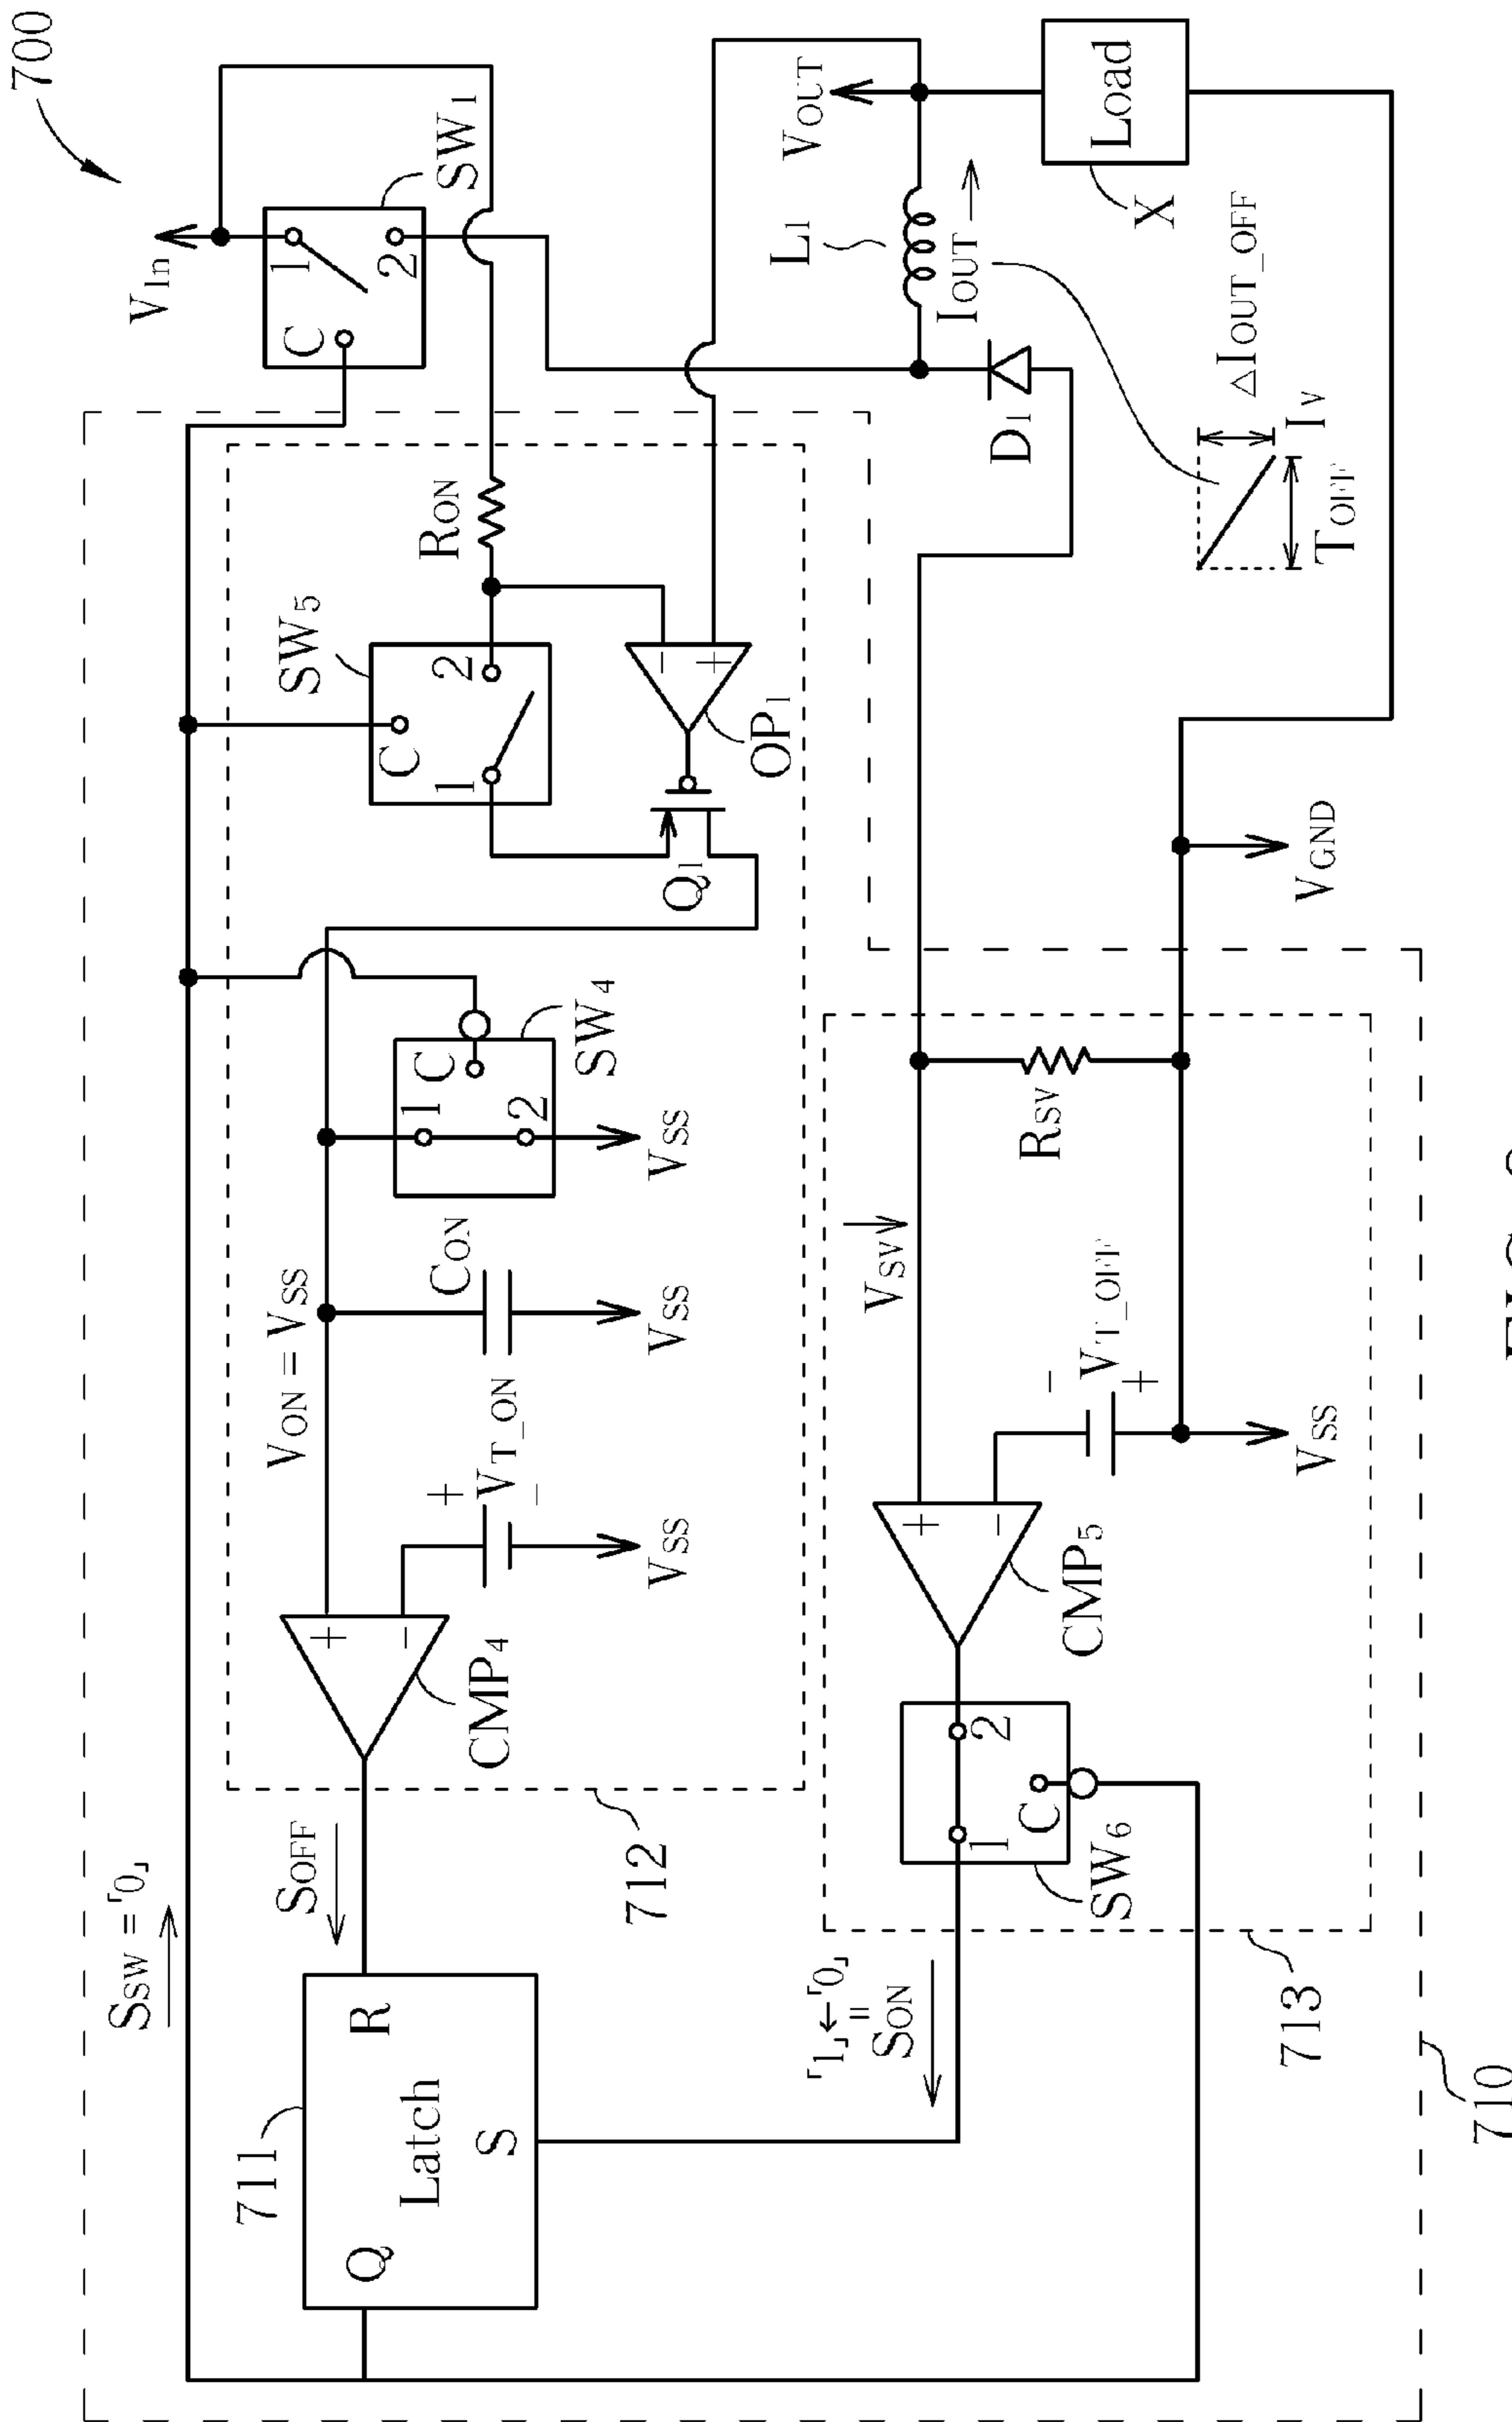 700
VIn
SW1
1
2
C
SSW=「0」
SW5
C
1
2
RON
OP1
-
+
Q1
SW4
C
1
2
VSS
VON=VSS
CON
VSS
+
VT_ON
-
VSS
CMP4
+
-
712
SOFF
711
Latch
Q
R
S
VOUT
L1
IOUT
Load
X
D1
△IOUT_OFF
IV
TOFF
VGND
RSV
VSV
-
VT_OFF
+
VSS
CMP5
+
-
SW6
1
2
C
713
「1」←「0」
=
SON
710